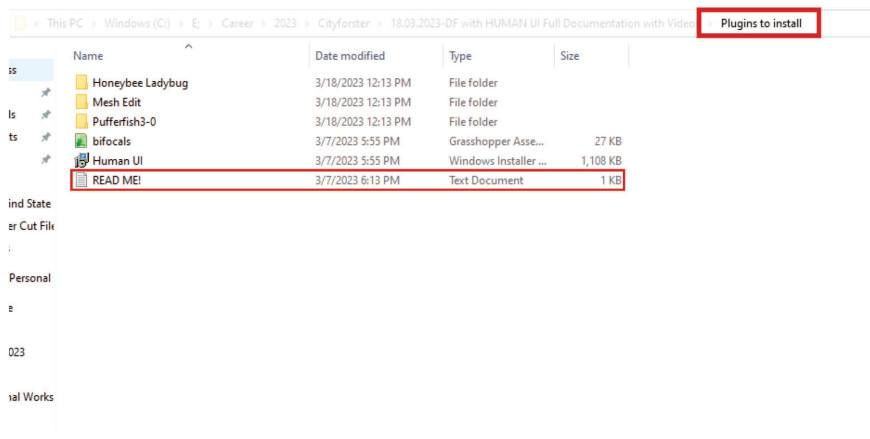 This PC > Windows (C:) > E; > Career > 2023 > Cityforster > 18.03.2023-DF with HUMAN UI Full Documentation with Video > Plugins to install
Name Date modified Type Size
ss
Honeybee Ladybug 3/18/2023 12:13 PM File folder
Mesh Edit 3/18/2023 12:13 PM File folder
ls
Pufferfish3-0 3/18/2023 12:13 PM File folder
ts
bifocals 3/7/2023 5:55 PM Grasshopper Asse... 27 KB
Human UI 3/7/2023 5:55 PM Windows Installer ... 1,108 KB
READ ME! 3/7/2023 6:13 PM Text Document 1 KB
ind State
er Cut File
Personal
e
023
nal Works